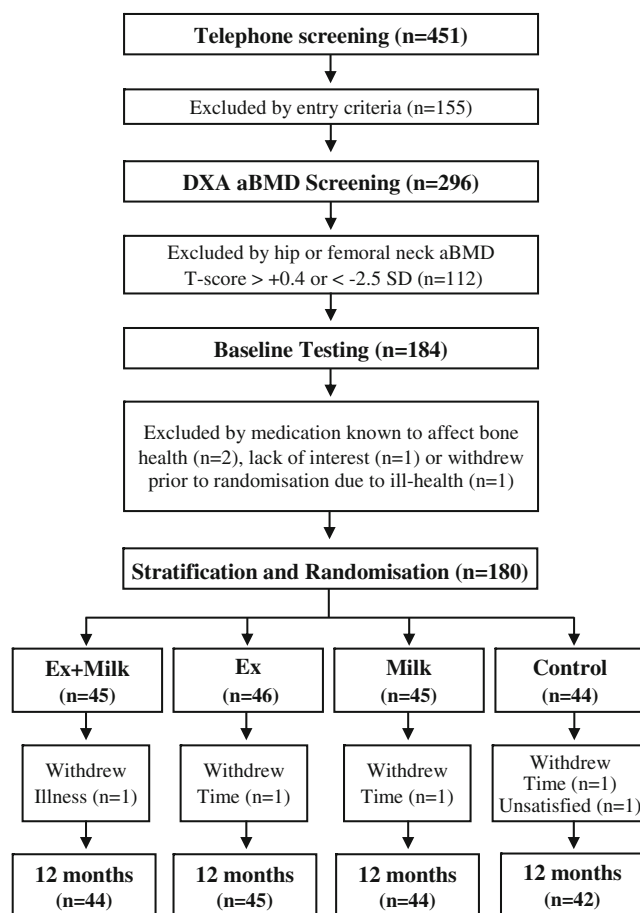 Telephone screening (n=451)
Excluded by entry criteria (n=155)
DXA aBMD Screening (n=296)
Excluded by hip or femoral neck aBMD
T-score > +0.4 or < -2.5 SD (n=112)
Baseline Testing (n=184)
Excluded by medication known to affect bone
health (n=2), lack of interest (n=1) or withdrew
prior to randomisation due to ill-health (n=1)
Stratification and Randomisation (n=180)
Ex+Milk
(n=45)
Ex
(n=46)
Milk
(n=45)
Control
(n=44)
Withdrew
Illness (n=1)
Withdrew
Time (n=1)
Withdrew
Time (n=1)
Withdrew
Time (n=1)
Unsatisfied (n=1)
12 months
(n=44)
12 months
(n=45)
12 months
(n=44)
12 months
(n=42)